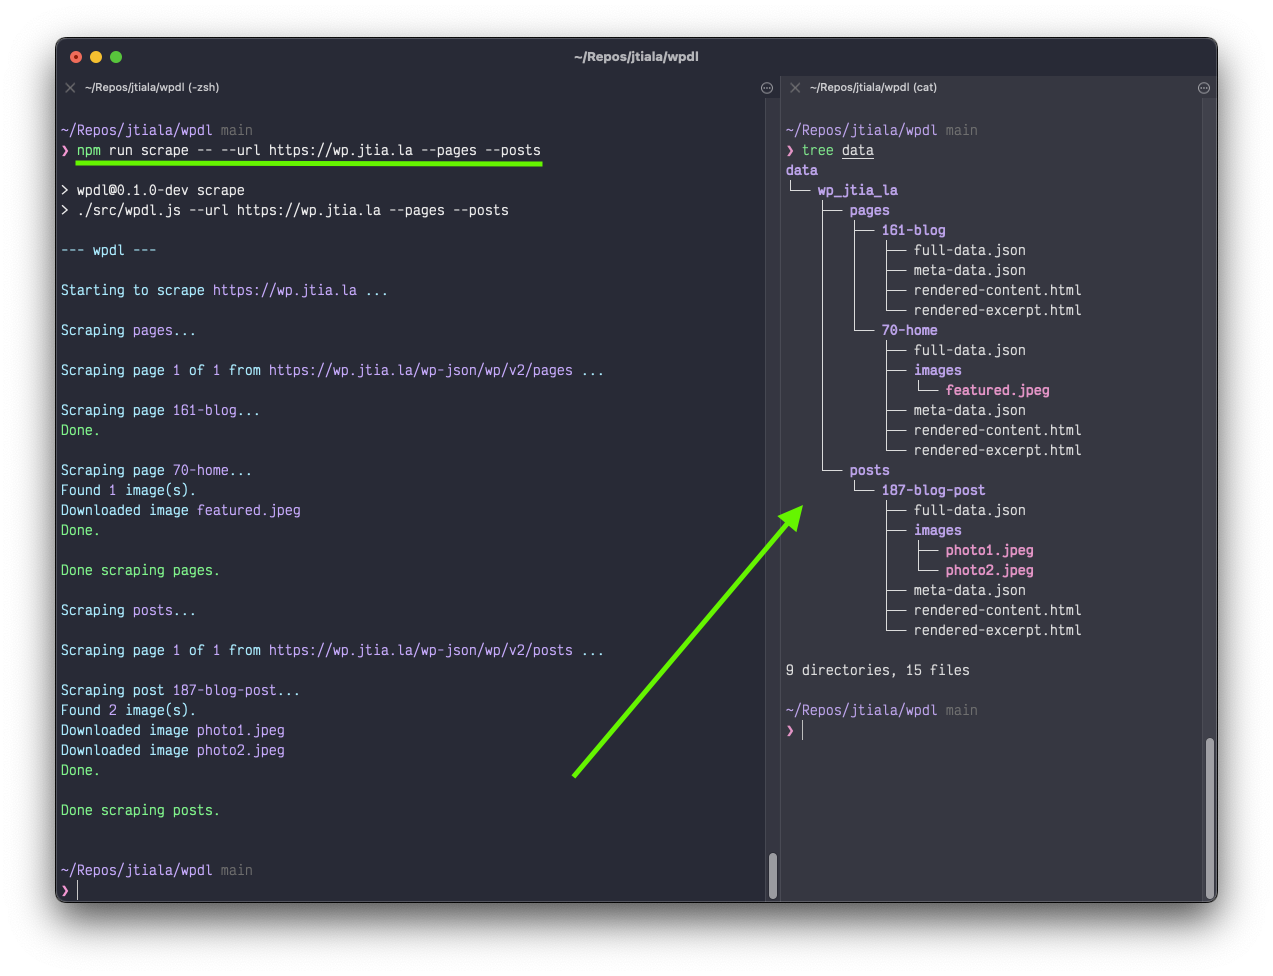 ~/Repos/jtiala/wpdl
~/Repos/jtiala/wpdl (-zsh)
~/Repos/jtiala/wpdl main
❯ npm run scrape -- --url https://wp.jtia.la --pages --posts
> wpdl@0.1.0-dev scrape
> ./src/wpdl.js --url https://wp.jtia.la --pages --posts
--- wpdl ---
Starting to scrape https://wp.jtia.la ...
Scraping pages...
Scraping page 1 of 1 from https://wp.jtia.la/wp-json/wp/v2/pages ...
Scraping page 161-blog...
Done.
Scraping page 70-home...
Found 1 image(s).
Downloaded image featured.jpeg
Done.
Done scraping pages.
Scraping posts...
Scraping page 1 of 1 from https://wp.jtia.la/wp-json/wp/v2/posts ...
Scraping post 187-blog-post...
Found 2 image(s).
Downloaded image photo1.jpeg
Downloaded image photo2.jpeg
Done.
Done scraping posts.
~/Repos/jtiala/wpdl main
❯
~/Repos/jtiala/wpdl (cat)
~/Repos/jtiala/wpdl main
❯ tree data
data
└── wp_jtia_la
    ├── pages
    │   ├── 161-blog
    │   │   ├── full-data.json
    │   │   ├── meta-data.json
    │   │   ├── rendered-content.html
    │   │   └── rendered-excerpt.html
    │   └── 70-home
    │       ├── full-data.json
    │       ├── images
    │       │   └── featured.jpeg
    │       ├── meta-data.json
    │       ├── rendered-content.html
    │       └── rendered-excerpt.html
    └── posts
        └── 187-blog-post
            ├── full-data.json
            ├── images
            │   ├── photo1.jpeg
            │   └── photo2.jpeg
            ├── meta-data.json
            ├── rendered-content.html
            └── rendered-excerpt.html
9 directories, 15 files
~/Repos/jtiala/wpdl main
❯